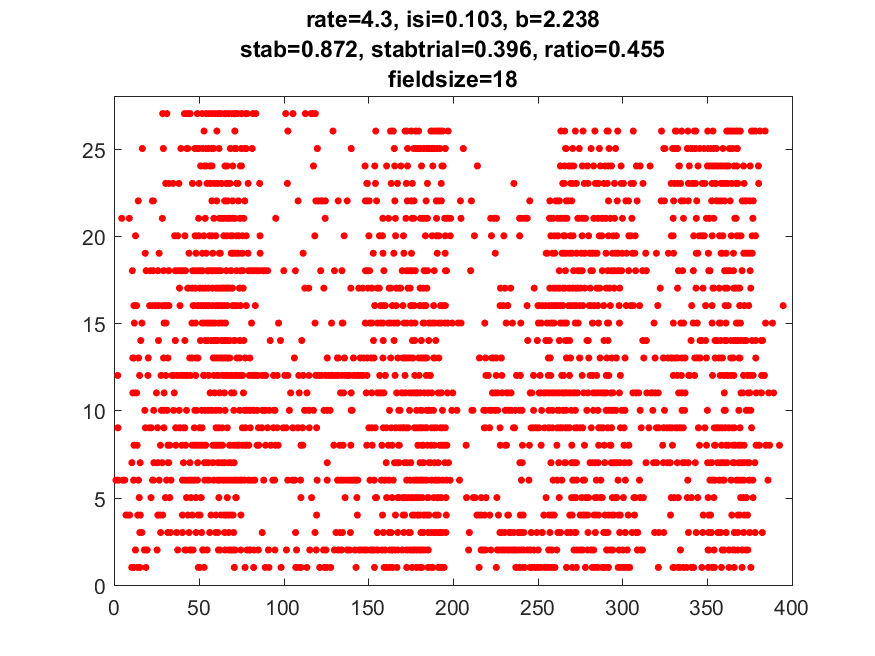 rate=4.3, isi=0.103, b=2.238
stab=0.872, stabtrial=0.396, ratio=0.455
fieldsize=18
25
20
15
10
5
0
0 50 100 150 200 250 300 350 400